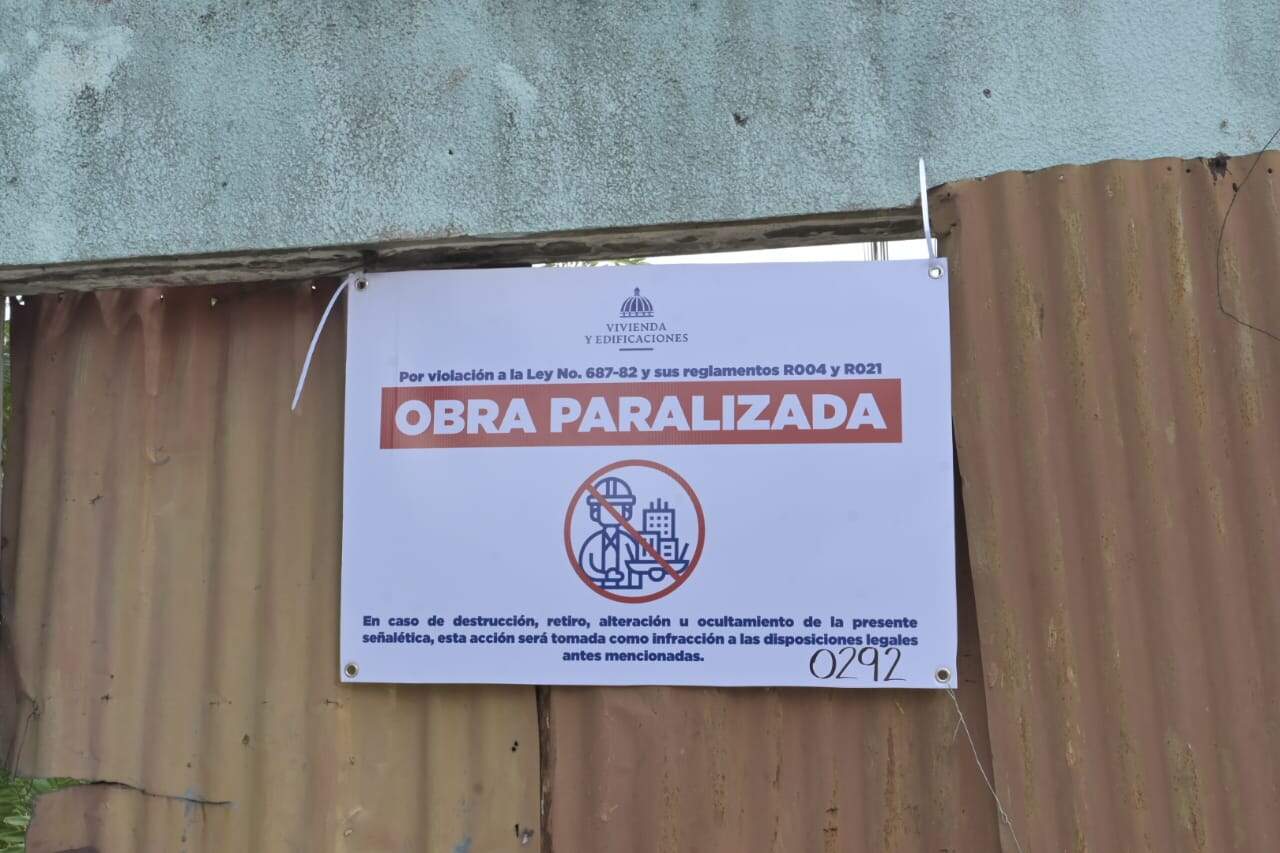 VIVIENDA
Y EDIFICACIONES
Por violación a la Ley No. 687-82 y sus reglamentos R004 y R021
OBRA PARALIZADA
En caso de destrucción, retiro, alteración u ocultamiento de la presente
señalética, esta acción será tomada como infracción a las disposiciones legales
antes mencionadas.
0292